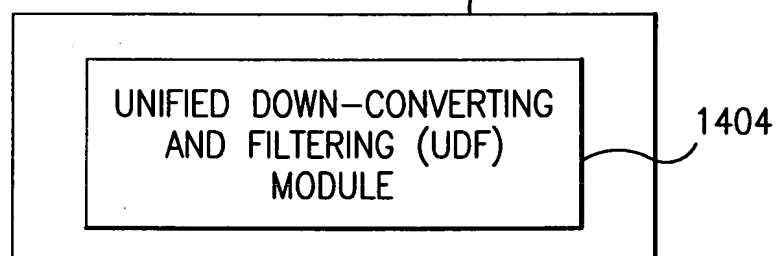 UNIFIED DOWN-CONVERTING
AND FILTERING (UDF)
MODULE
1404